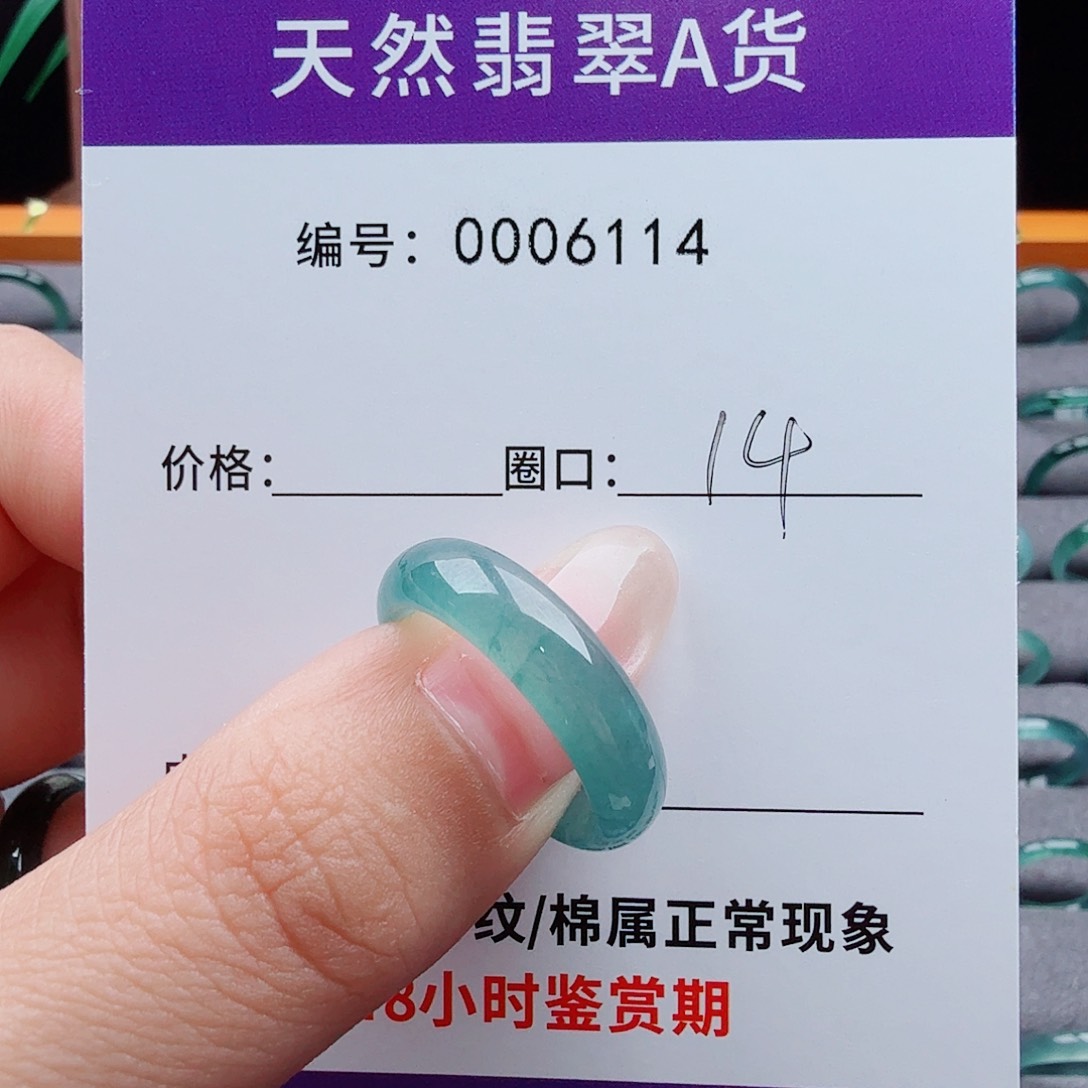 天然翡翠A货
编号：0006114
价格： 圈口：14
纹/棉属正常现象
8小时鉴赏期